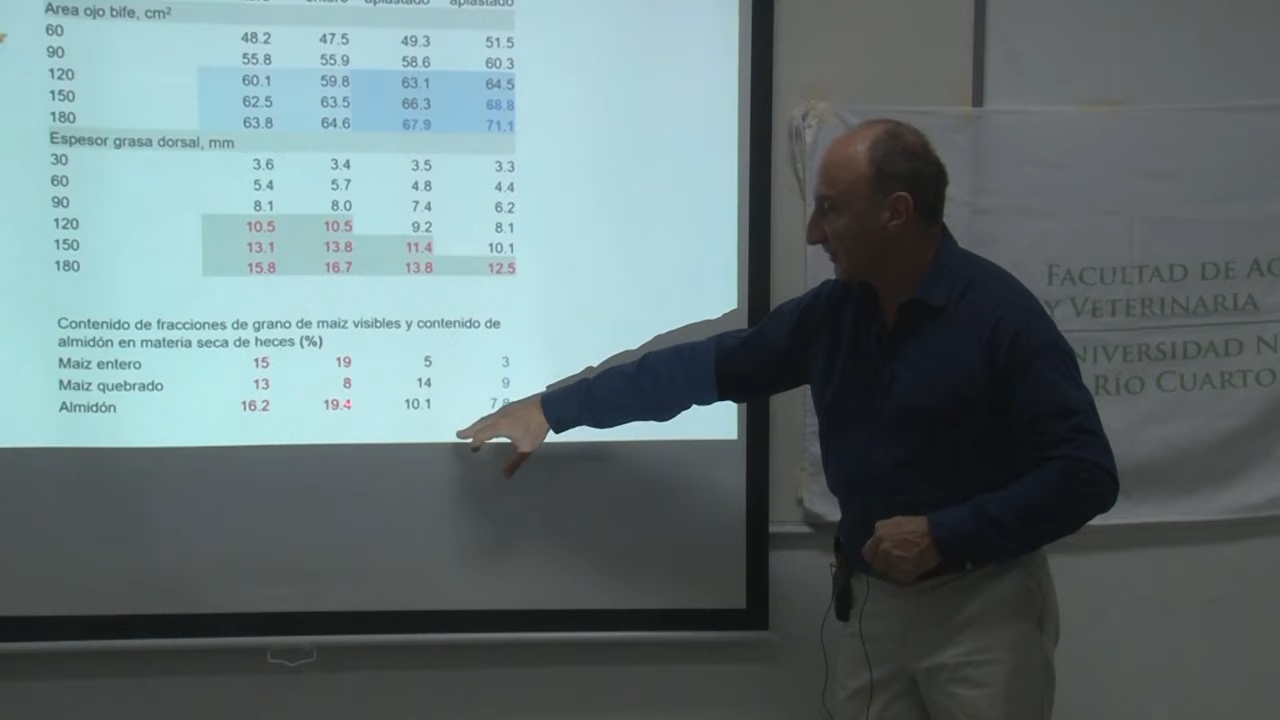 entero aplastado aplastado
Area ojo bife, cm²
60 48.2 47.5 49.3 51.5
90 55.8 55.9 58.6 60.3
120 60.1 59.8 63.1 64.5
150 62.5 63.5 66.3 68.8
180 63.8 64.6 67.9 71.1
Espesor grasa dorsal, mm
30 3.6 3.4 3.5 3.3
60 5.4 5.7 4.8 4.4
90 8.1 8.0 7.4 6.2
120 10.5 10.5 9.2 8.1
150 13.1 13.8 11.4 10.1
180 15.8 16.7 13.8 12.5
Contenido de fracciones de grano de maiz visibles y contenido de
almidón en materia seca de heces (%)
Maiz entero 15 19 5 3
Maiz quebrado 13 8 14 9
Almidón 16.2 19.4 10.1
FACULTAD DE
Y VETERINARIA
RÍO CUARTO